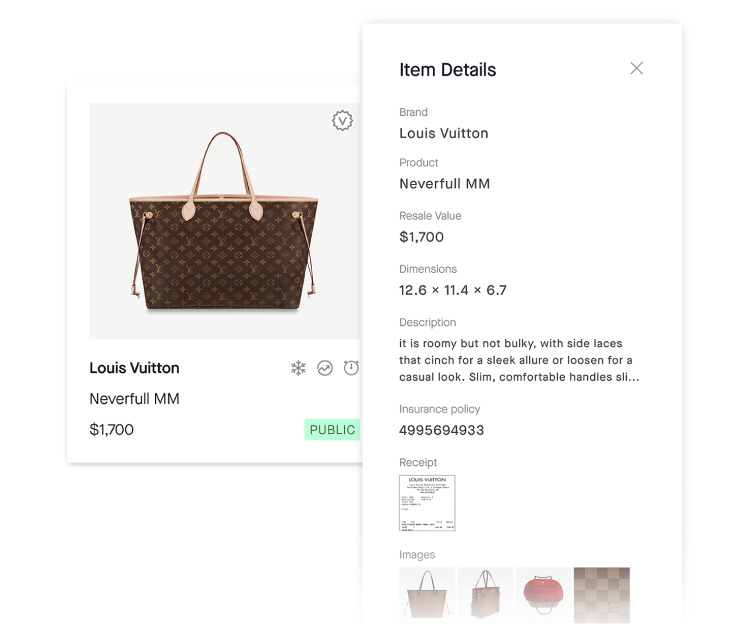 Louis Vuitton
Neverfull MM
$1,700
PUBLIC
Item Details
Brand
Louis Vuitton
Product
Neverfull MM
Resale Value
$1,700
Dimensions
12.6 × 11.4 × 6.7
Description
it is roomy but not bulky, with side laces
that cinch for a sleek allure or loosen for a
casual look. Slim, comfortable handles sli...
Insurance policy
4995694933
Receipt
LOUIS VUITTON
Images